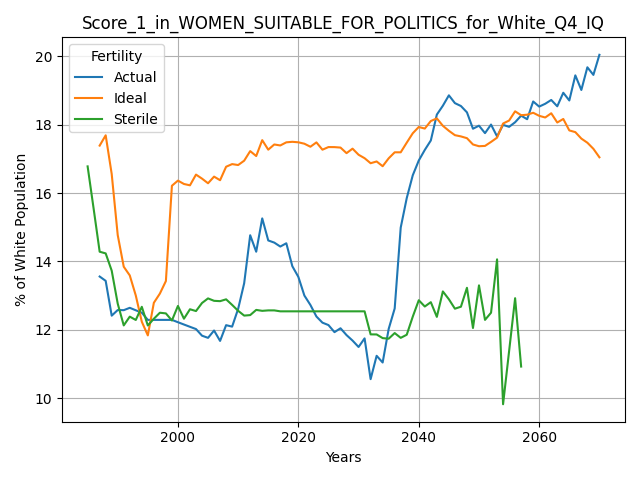 Score_1_in_WOMEN_SUITABLE_FOR_POLITICS_for_White_Q4_IQ
Fertility
Actual
Ideal
Sterile
% of White Population
20
18
16
14
12
10
2000
2020
2040
2060
Years